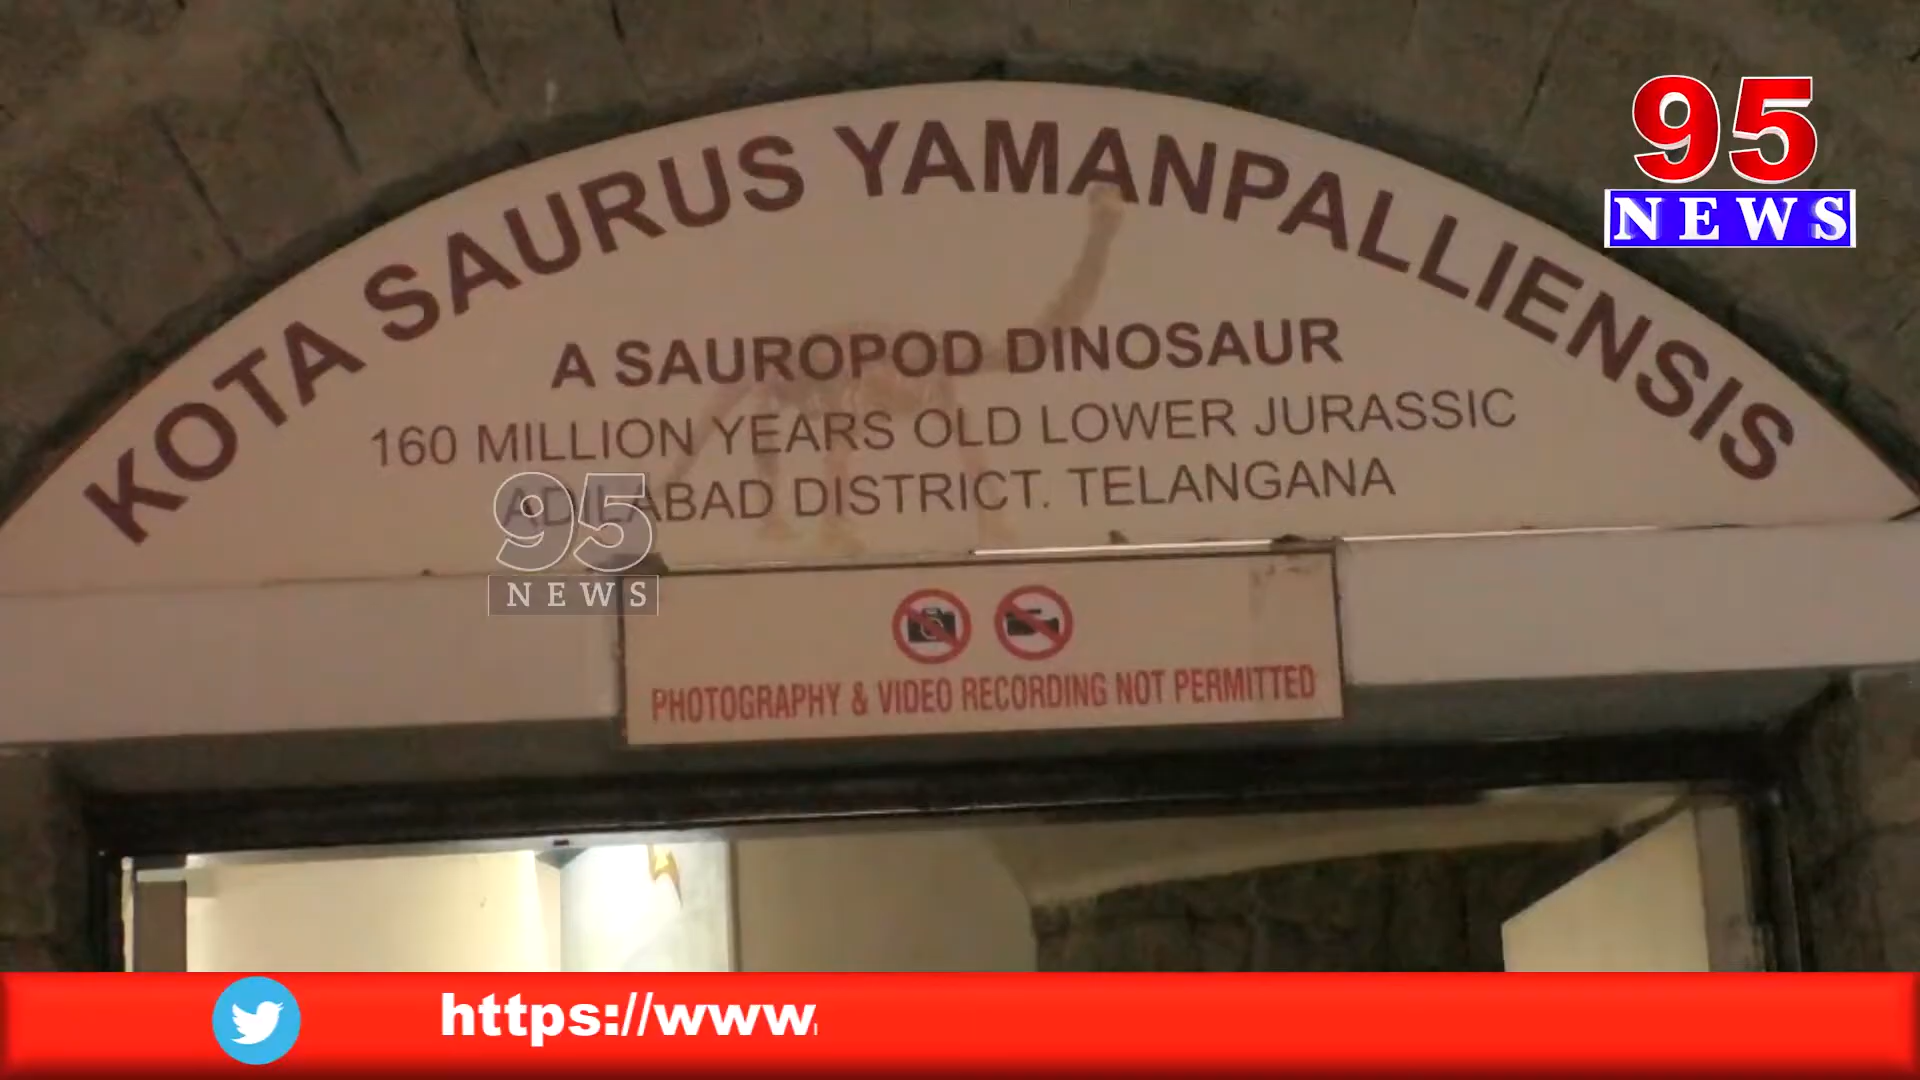 95
NEWS
KOTA SAURUS YAMANPALLIENSIS
A SAUROPOD DINOSAUR
160 MILLION YEARS OLD LOWER JURASSIC
ADILABAD DISTRICT. TELANGANA
95
NEWS
PHOTOGRAPHY & VIDEO RECORDING NOT PERMITTED
https://www.